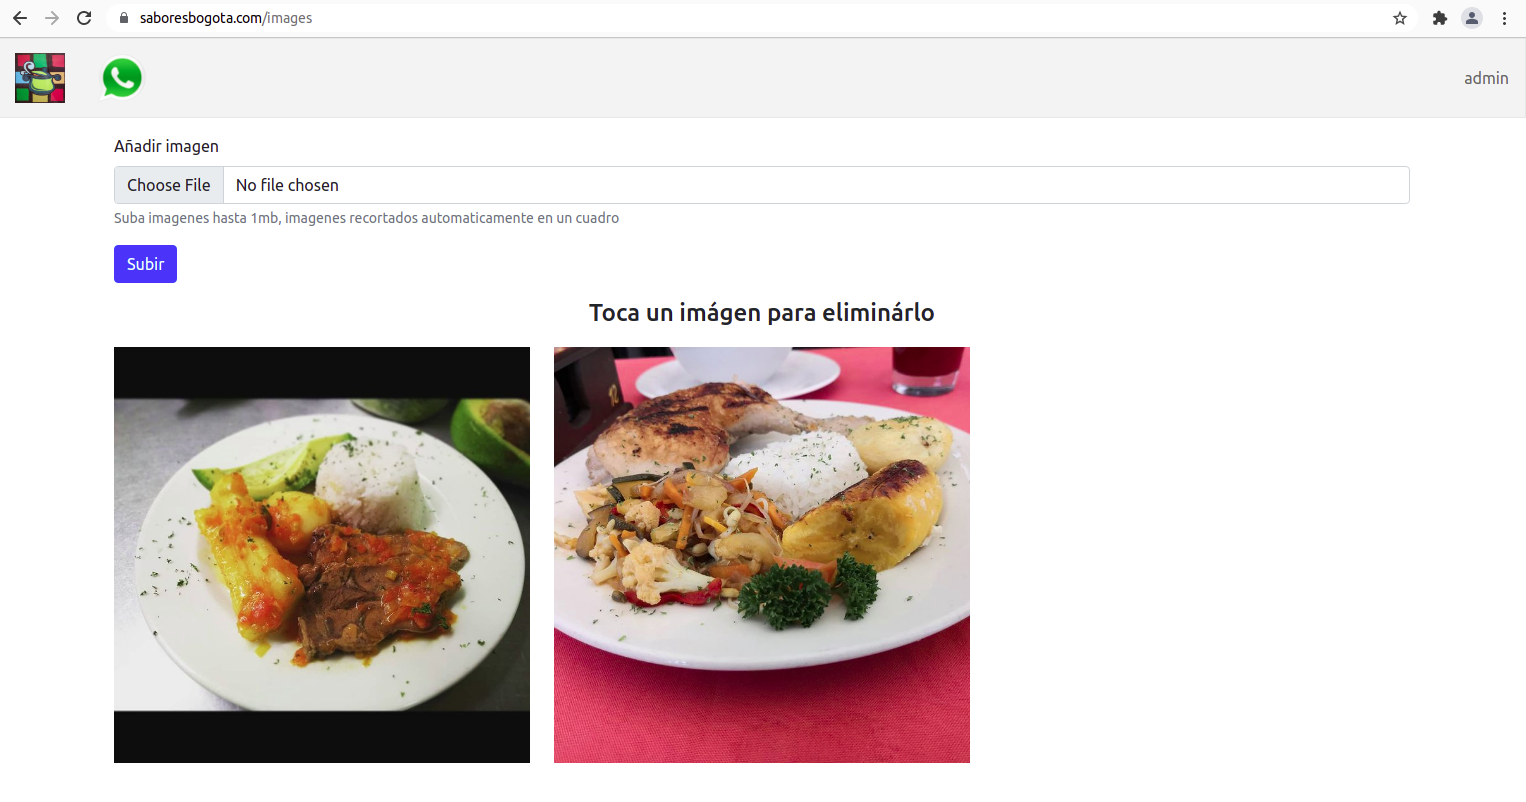 saboresbogota.com/images
admin
Añadir imagen
Choose File No file chosen
Suba imagenes hasta 1mb, imagenes recortados automaticamente en un cuadro
Subir
Toca un imágen para eliminárlo
12